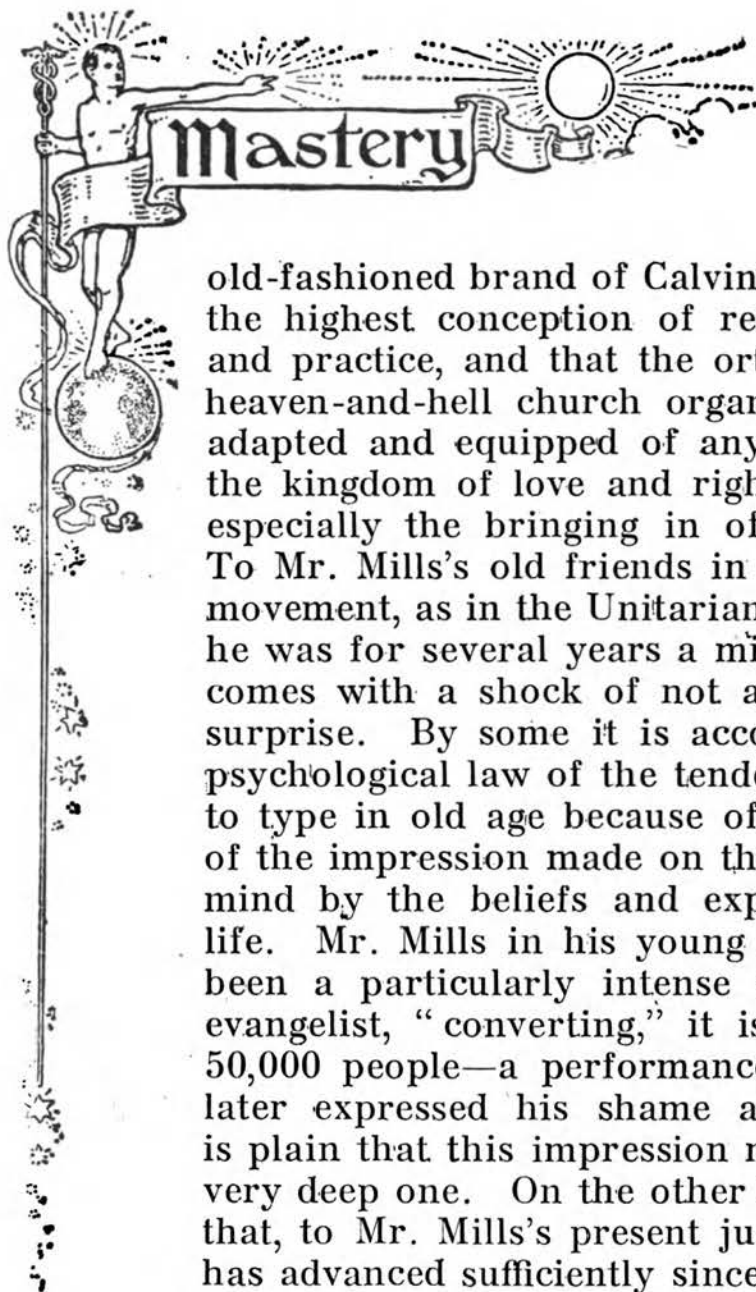 Mastery
old-fashioned brand of Calvin
the highest conception of re
and practice, and that the or
heaven-and-hell church organ
adapted and equipped of any
the kingdom of love and righ
especially the bringing in of
To Mr. Mills's old friends in
movement, as in the Unitarian
he was for several years a mi
comes with a shock of not a
surprise. By some it is acco
psychological law of the tende
to type in old age because of
of the impression made on th
mind by the beliefs and exp
life. Mr. Mills in his young
been a particularly intense
evangelist, “converting,” it is
50,000 people—a performanc
later expressed his shame a
is plain that this impression
very deep one. On the other
that, to Mr. Mills's present ju
has advanced sufficiently since